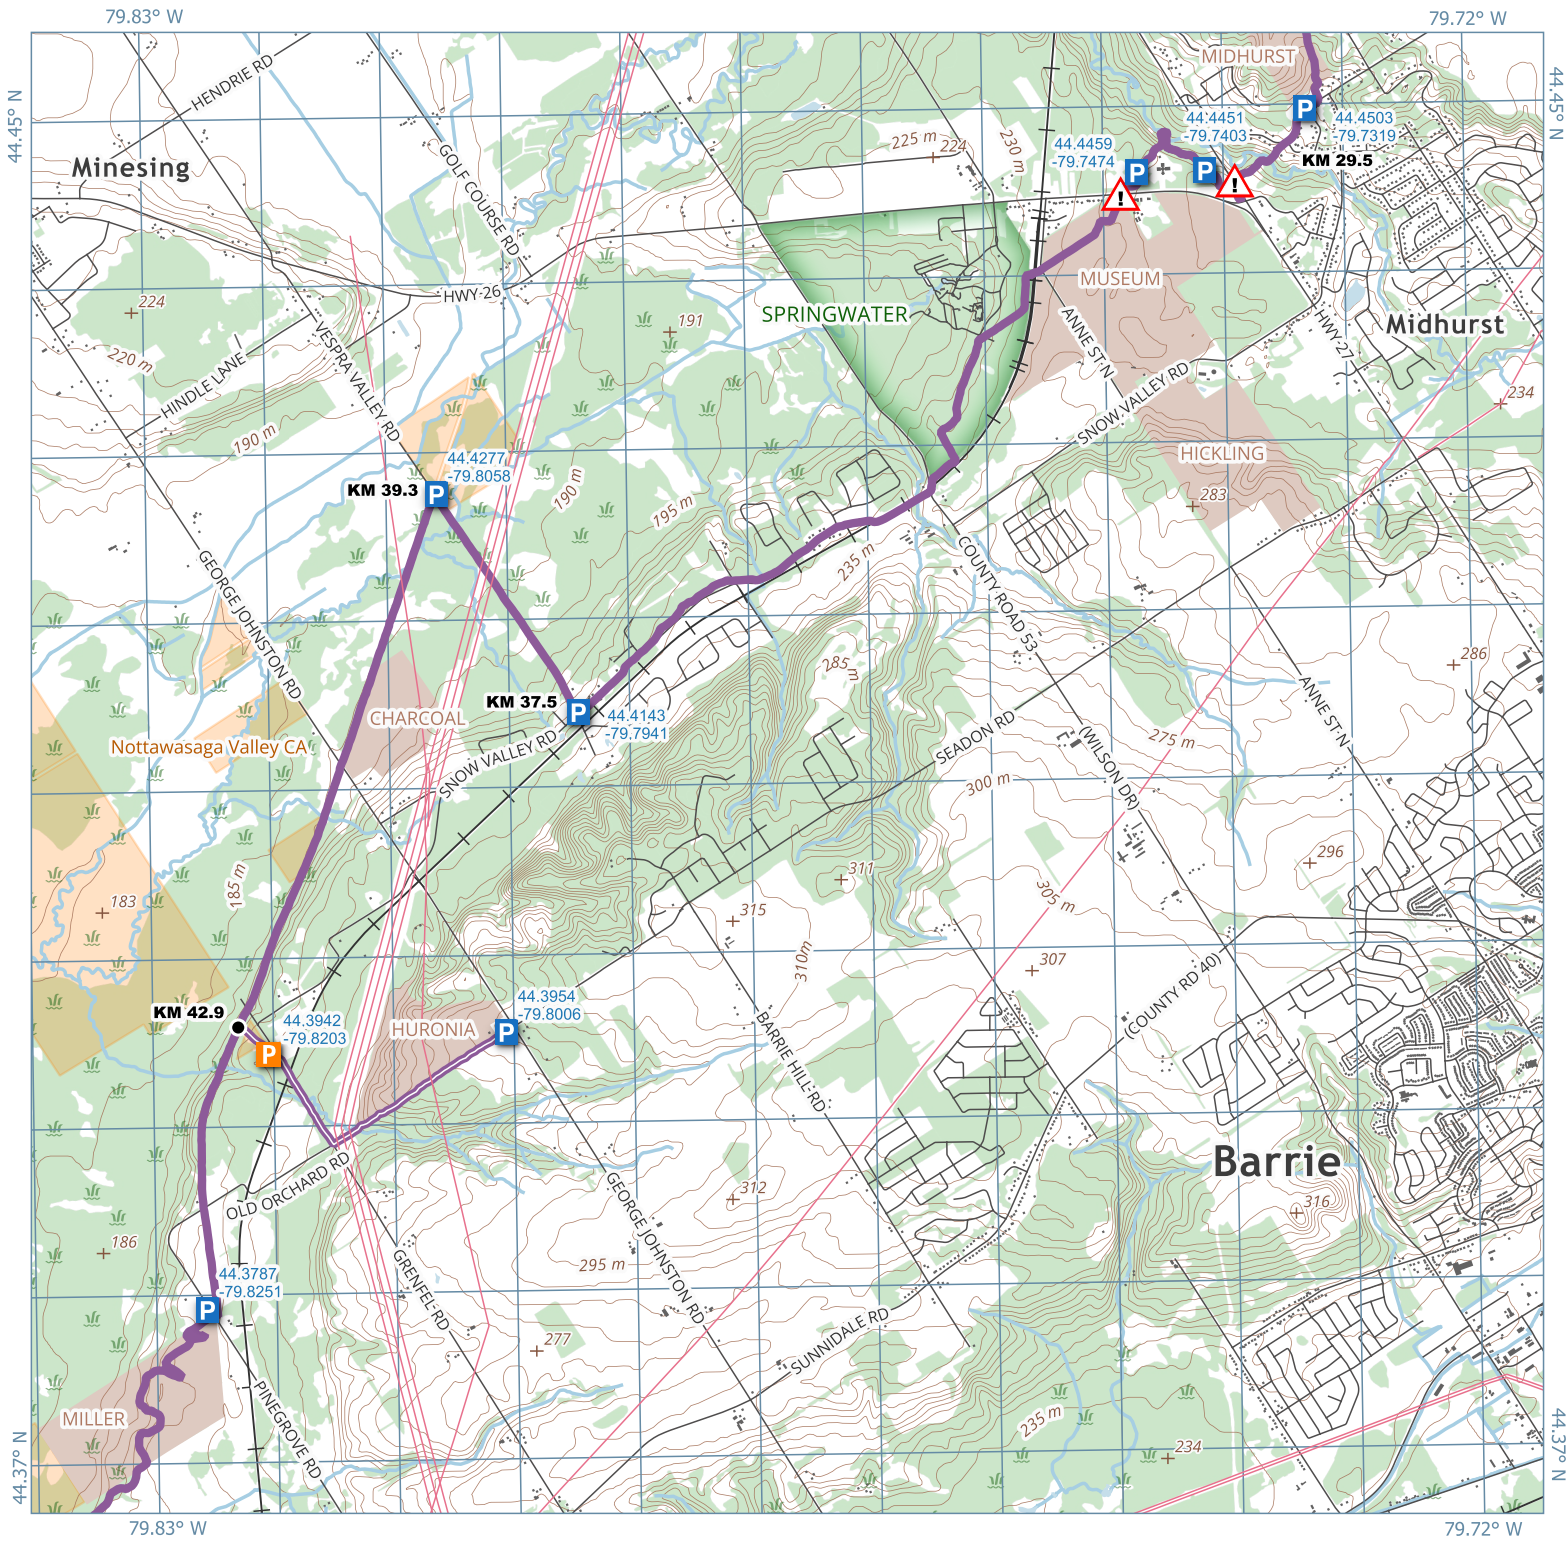 79.83° W
79.72° W
44.45° N
44.45° N
HENDRIE RD
MIDHURST
GOLF COURSE RD
225 m
224
230 m
44.4451
-79.7403
44.4503
-79.7319
44.4459
-79.7474
P
P
P
KM 29.5
!
!
Minesing
HWY-26
MUSEUM
224
SPRINGWATER
191
ANNE ST-N
HWY-27
Midhurst
220 m
HINDLE LANE
VESPRA VALLEY RD
SNOW VALLEY RD
234
190 m
HICKLING
44.4277
-79.8058
KM 39.3
P
190 m
195 m
283
235 m
GEORGE JOHNSTON RD
COUNTY ROAD 53
285 m
286
CHARCOAL
KM 37.5
P
44.4143
-79.7941
Nottawasaga Valley CA
SNOW VALLEY RD
SEADON RD
(WILSON DR)
275 m
ANNE ST-N
300 m
185 m
183
311
296
315
305 m
310m
307
KM 42.9
44.3942
-79.8203
P
HURONIA
44.3954
-79.8006
P
BARRIE HILL-RD
(COUNTY RD 40)
OLD ORCHARD RD
312
Barrie
316
186
GEORGE JOHNSTON RD
GRENFEL-RD
295 m
44.3787
-79.8251
P
277
SUNNIDALE RD
MILLER
PINEGROVE RD
235 m
234
44.37° N
44.37° N
79.83° W
79.72° W